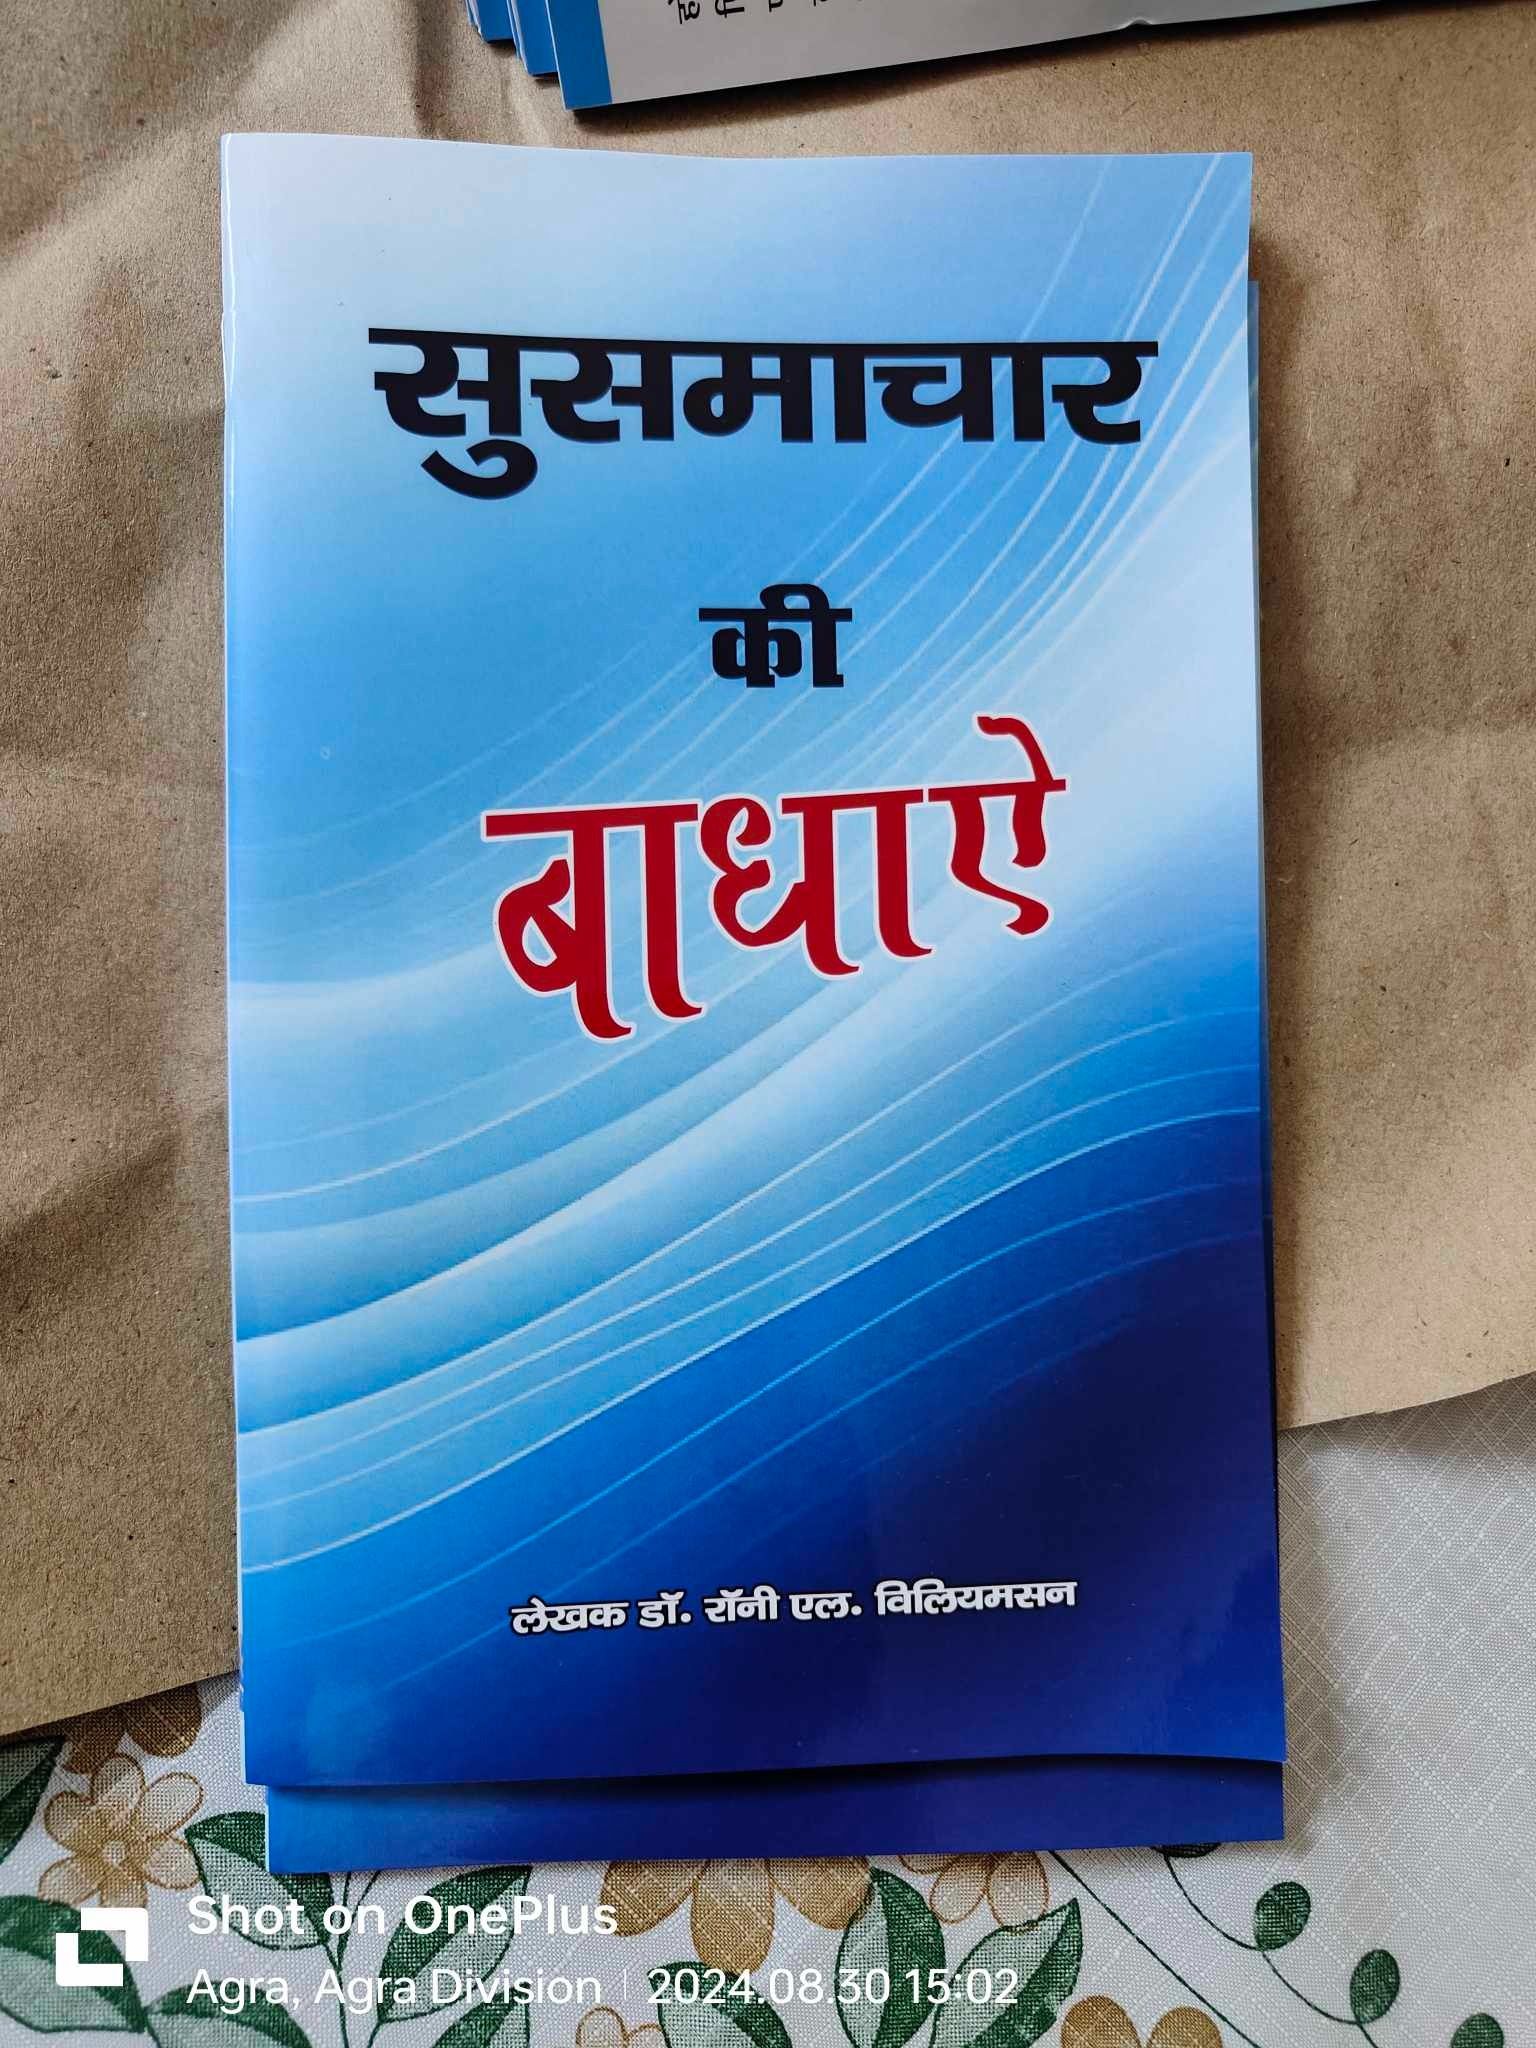 सुसमाचार
की
बाधाऐ
लेखक डॉ. रॉनी एल. विलियमसन
Shot on OnePlus
Agra, Agra Division | 2024.08.30 15:02